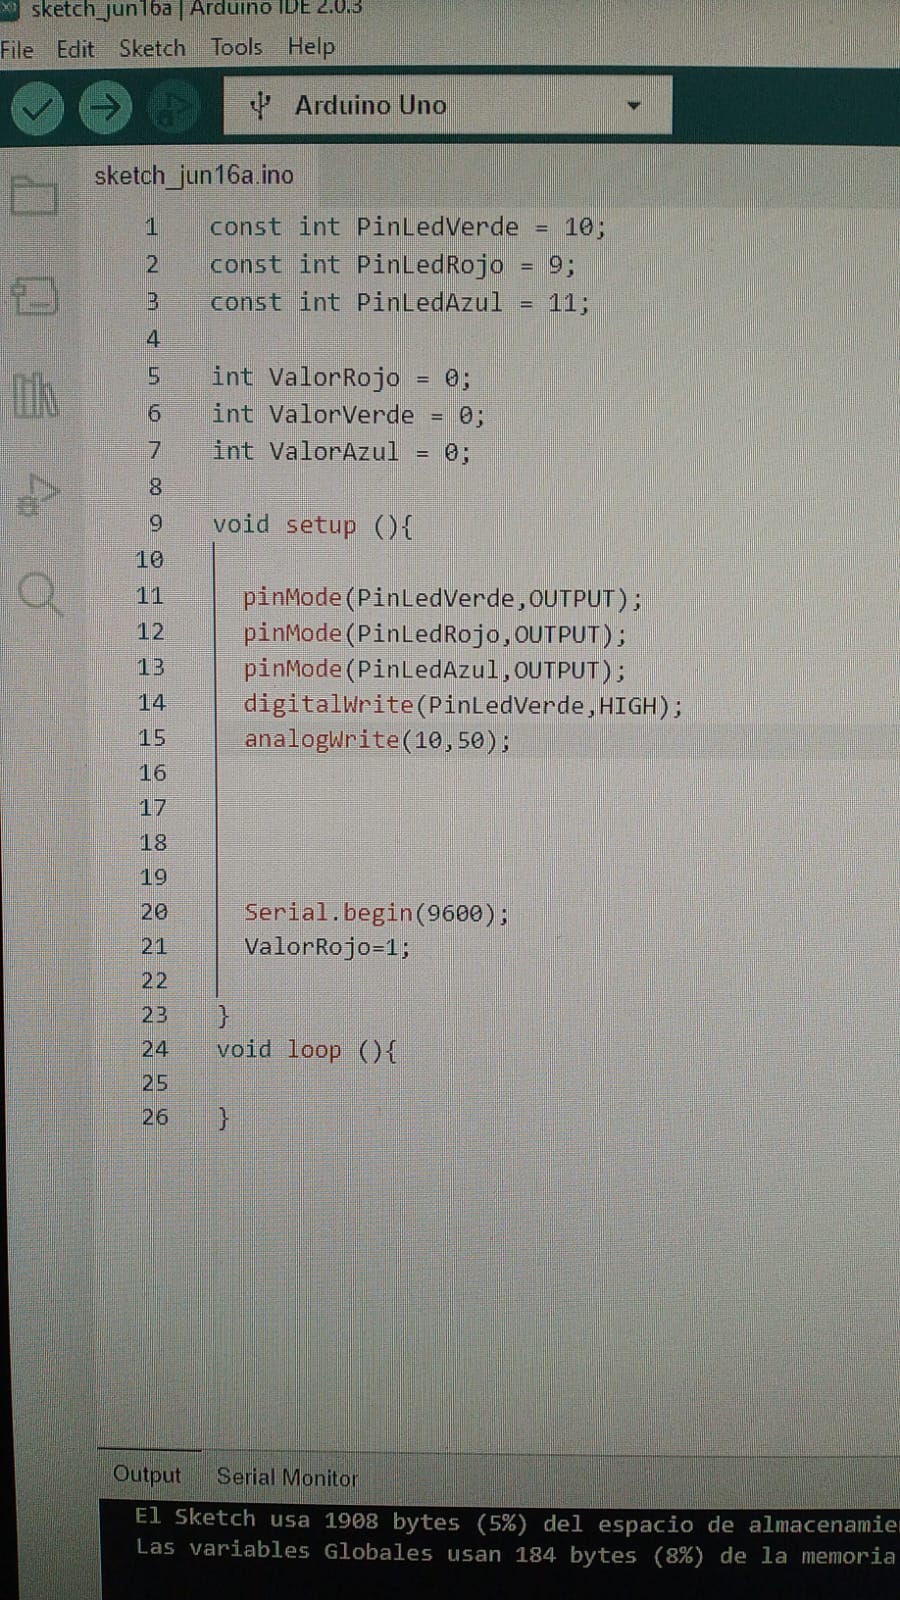 sketch_jun16a | Arduino IDE 2.0.3
File Edit Sketch Tools Help
Arduino Uno
sketch_jun16a.ino
1 const int PinLedVerde = 10;
2 const int PinLedRojo = 9;
3 const int PinLedAzul = 11;
4
5 int ValorRojo = 0;
6 int ValorVerde = 0;
7 int ValorAzul = 0;
8
9 void setup (){
10
11 pinMode(PinLedVerde,OUTPUT);
12 pinMode(PinLedRojo,OUTPUT);
13 pinMode(PinLedAzul,OUTPUT);
14 digitalWrite(PinLedVerde,HIGH);
15 analogWrite(10,50);
16
17
18
19
20 Serial.begin(9600);
21 ValorRojo=1;
22
23 }
24 void loop (){
25
26 }
Output Serial Monitor
El Sketch usa 1908 bytes (5%) del espacio de almacenamie
Las variables Globales usan 184 bytes (8%) de la memoria